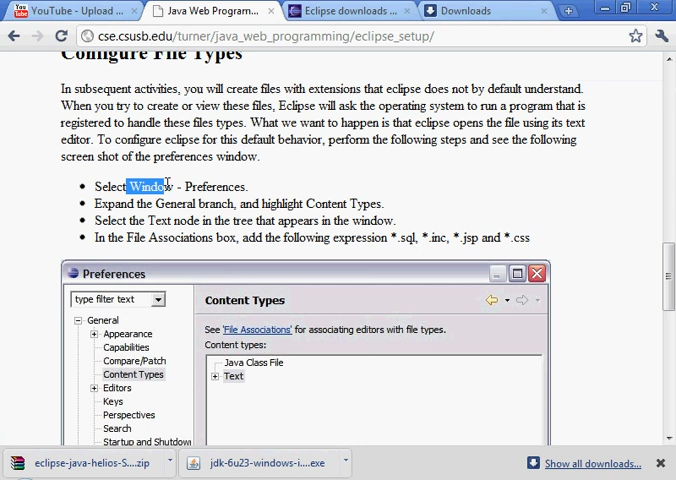 YouTube - Upload ...
Java Web Program...
Eclipse downloads ...
Downloads
cse.csusb.edu/turner/java_web_programming/eclipse_setup/
Configure File Types
In subsequent activities, you will create files with extensions that eclipse does not by default understand.
When you try to create or view these files, Eclipse will ask the operating system to run a program that is
registered to handle these files types. What we want to happen is that eclipse opens the file using its text
editor. To configure eclipse for this default behavior, perform the following steps and see the following
screen shot of the preferences window.
• Select Window - Preferences.
• Expand the General branch, and highlight Content Types.
• Select the Text node in the tree that appears in the window.
• In the File Associations box, add the following expression *.sql, *.inc, *.jsp and *.css
Preferences
type filter text
Content Types
General
Appearance
Capabilities
Compare/Patch
Content Types
Editors
Keys
Perspectives
Search
Startup and Shutdown
See 'File Associations' for associating editors with file types.
Content types:
Java Class File
Text
eclipse-java-helios-S....zip
jdk-6u23-windows-i....exe
Show all downloads...